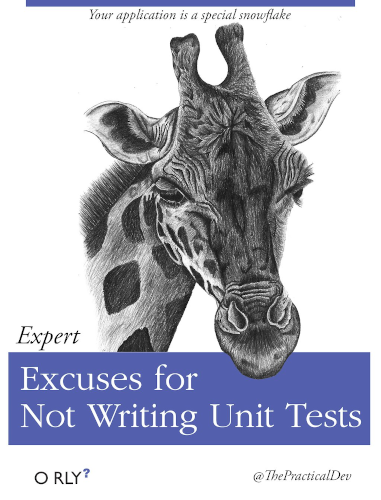 Your application is a special snowflake
Expert
Excuses for
Not Writing Unit Tests
O RLY?
@ThePracticalDev